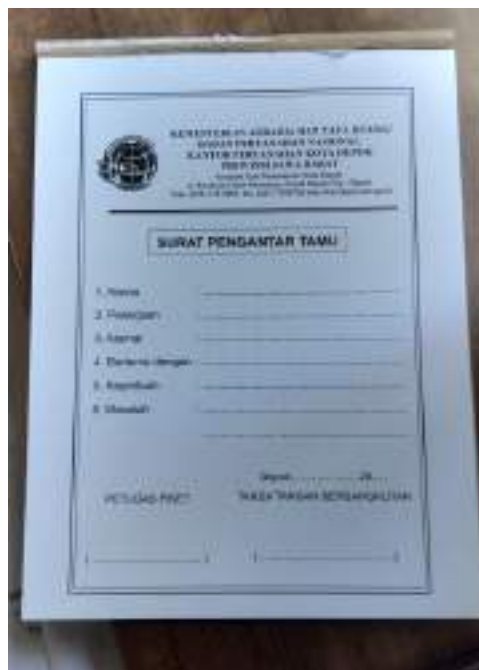 KEMENTERIAN AGRARIA DAN TATA RUANG/
BADAN PERTANAHAN NASIONAL
KANTOR PERTANAHAN KOTA DEPOK
PROVINSI JAWA BARAT
SURAT PENGANTAR TAMU
1. Nama
2. Pekerjaan
3. Alamat
4. Bertemu dengan
5. Keperluan
6. Masalah
Depok, 20
PETUGAS PIKET TANDA TANGAN BERSANGKUTAN
( ) ( )